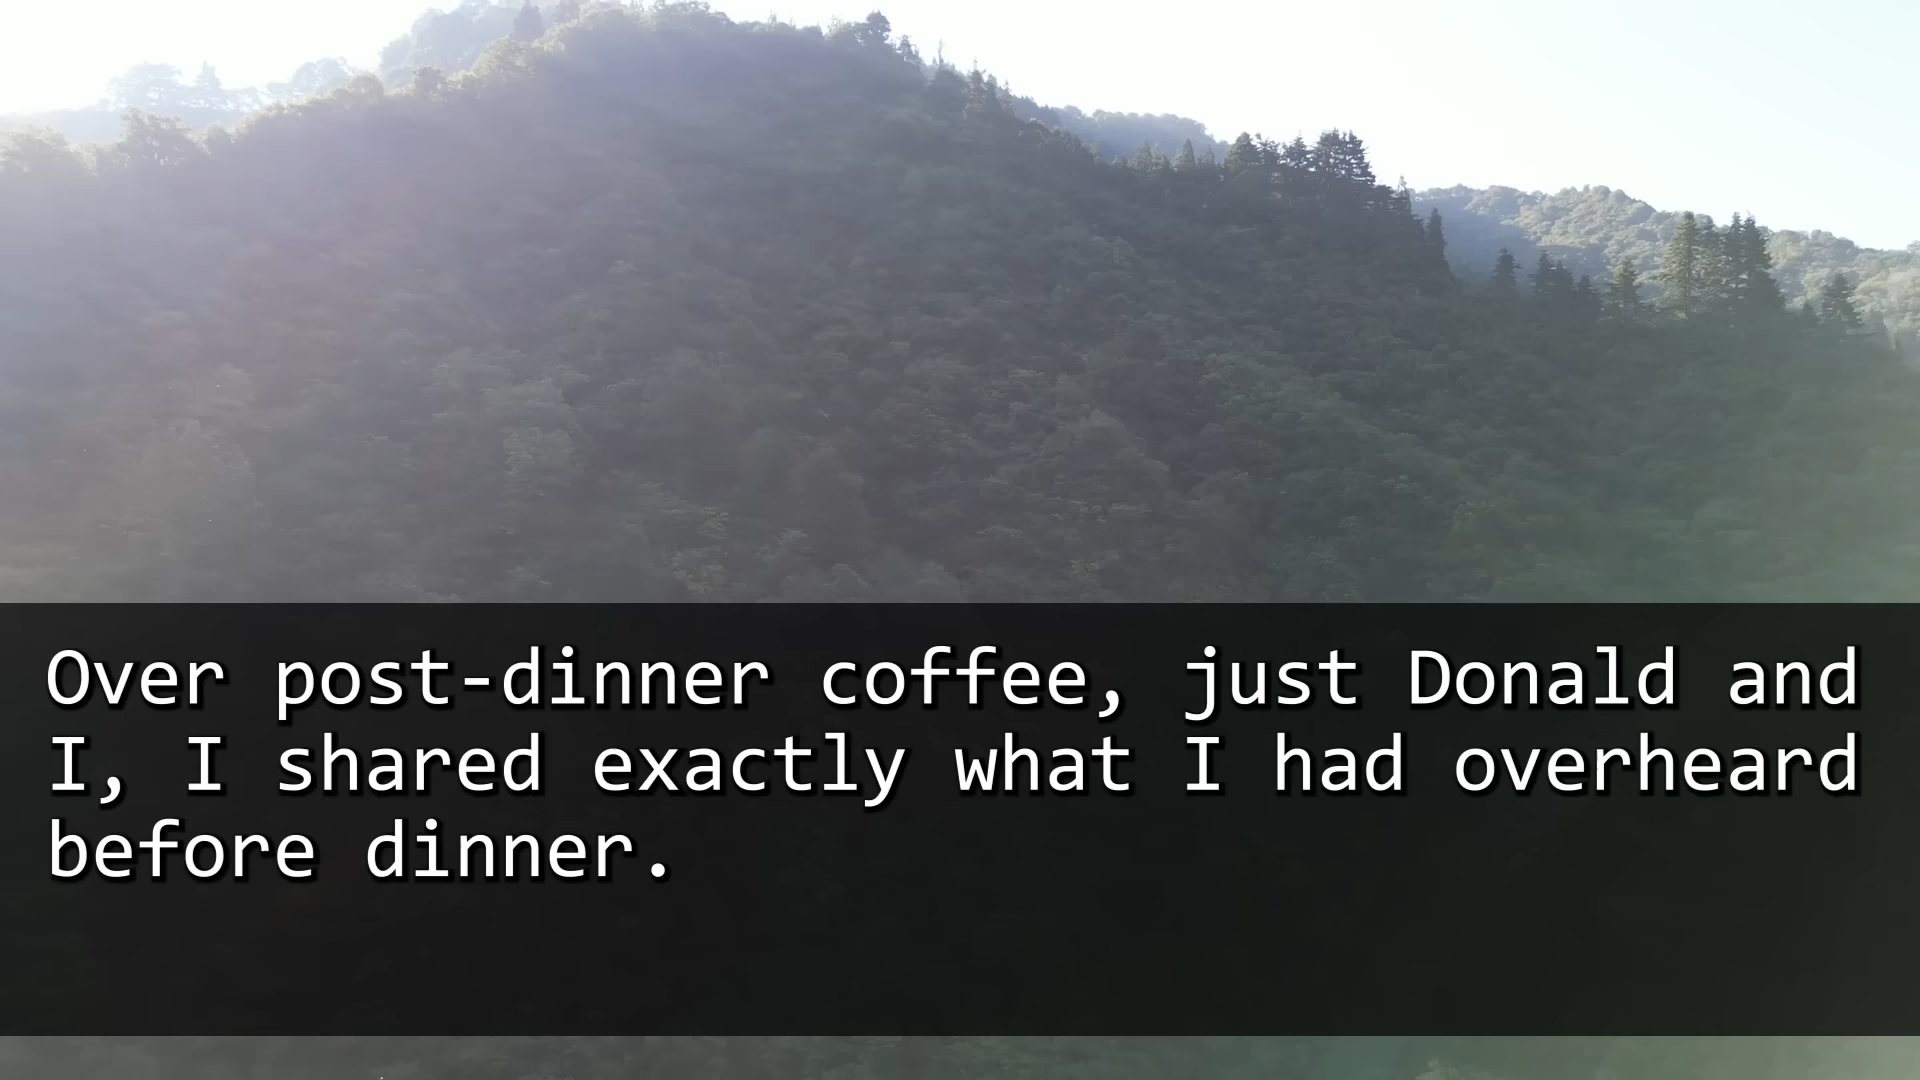 Over post-dinner coffee, just Donald and
I, I shared exactly what I had overheard
before dinner.